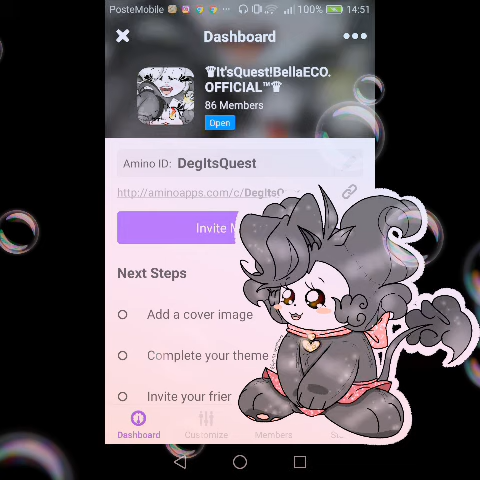 PosteMobile 100% 14:51
Dashboard
♛It'sQuest!BellaECO.
OFFICIAL™♛
86 Members
Open
Amino ID: DegItsQuest
http://aminoapps.com/c/DegItsQ
Invite
Next Steps
Add a cover image
Complete your theme
Invite your frier
Dashboard Customize Members